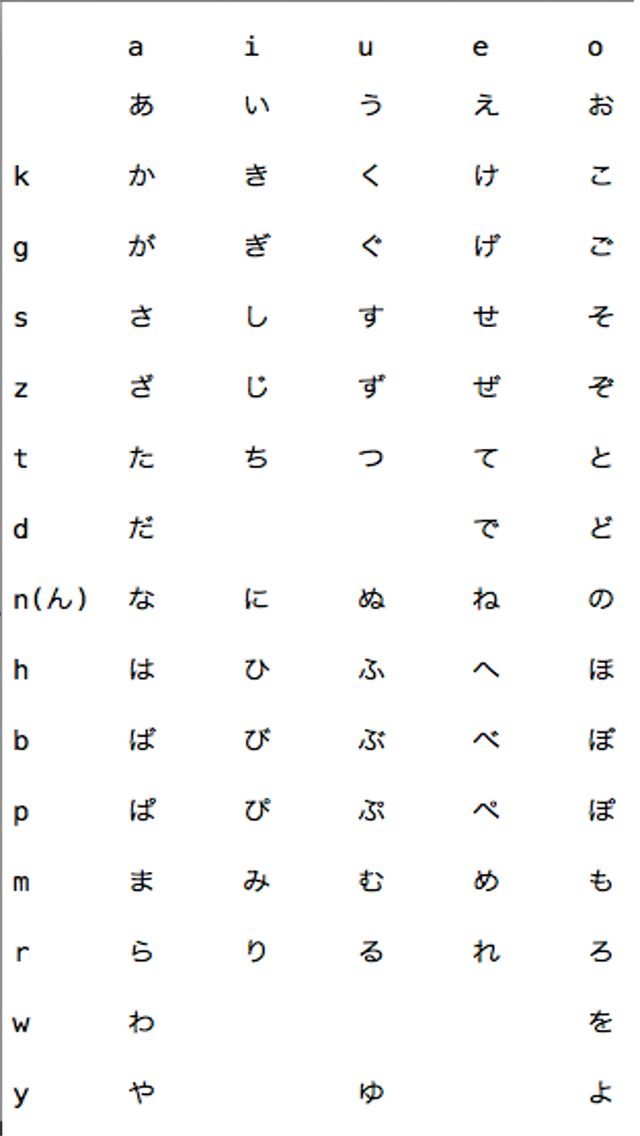 a i u e o
あ い う え お
k か き く け こ
g が ぎ ぐ げ ご
s さ し す せ そ
z ざ じ ず ぜ ぞ
t た ち つ て と
d だ で ど
n(ん) な に ぬ ね の
h は ひ ふ へ ほ
b ば び ぶ べ ぽ
p ぱ ぴ ぷ ぺ ぽ
m ま み む め も
r ら り る れ ろ
w わ を
y や ゆ よ